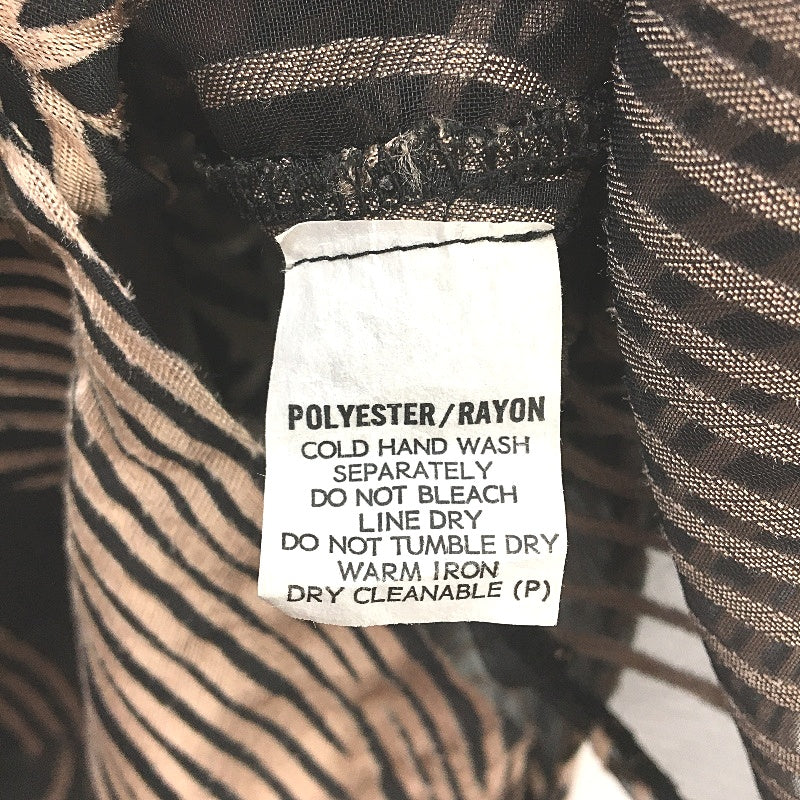 POLYESTER/RAYON
COLD HAND WASH
SEPARATELY
DO NOT BLEACH
LINE DRY
DO NOT TUMBLE DRY
WARM IRON
DRY CLEANABLE (P)